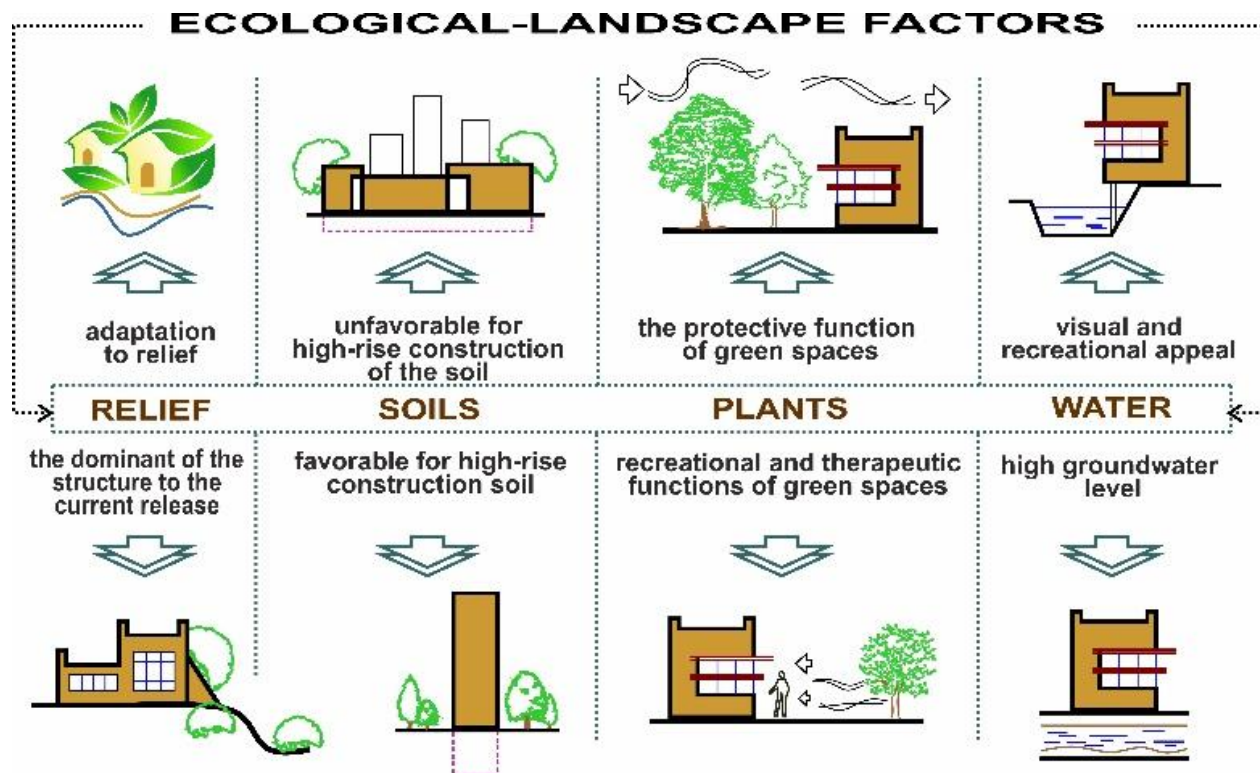 ECOLOGICAL-LANDSCAPE FACTORS
adaptation
to relief
unfavorable for
high-rise construction
of the soil
the protective function
of green spaces
visual and
recreational appeal
RELIEF
SOILS
PLANTS
WATER
the dominant of the
structure to the
current release
favorable for high-rise
construction soil
recreational and therapeutic
functions of green spaces
high groundwater
level